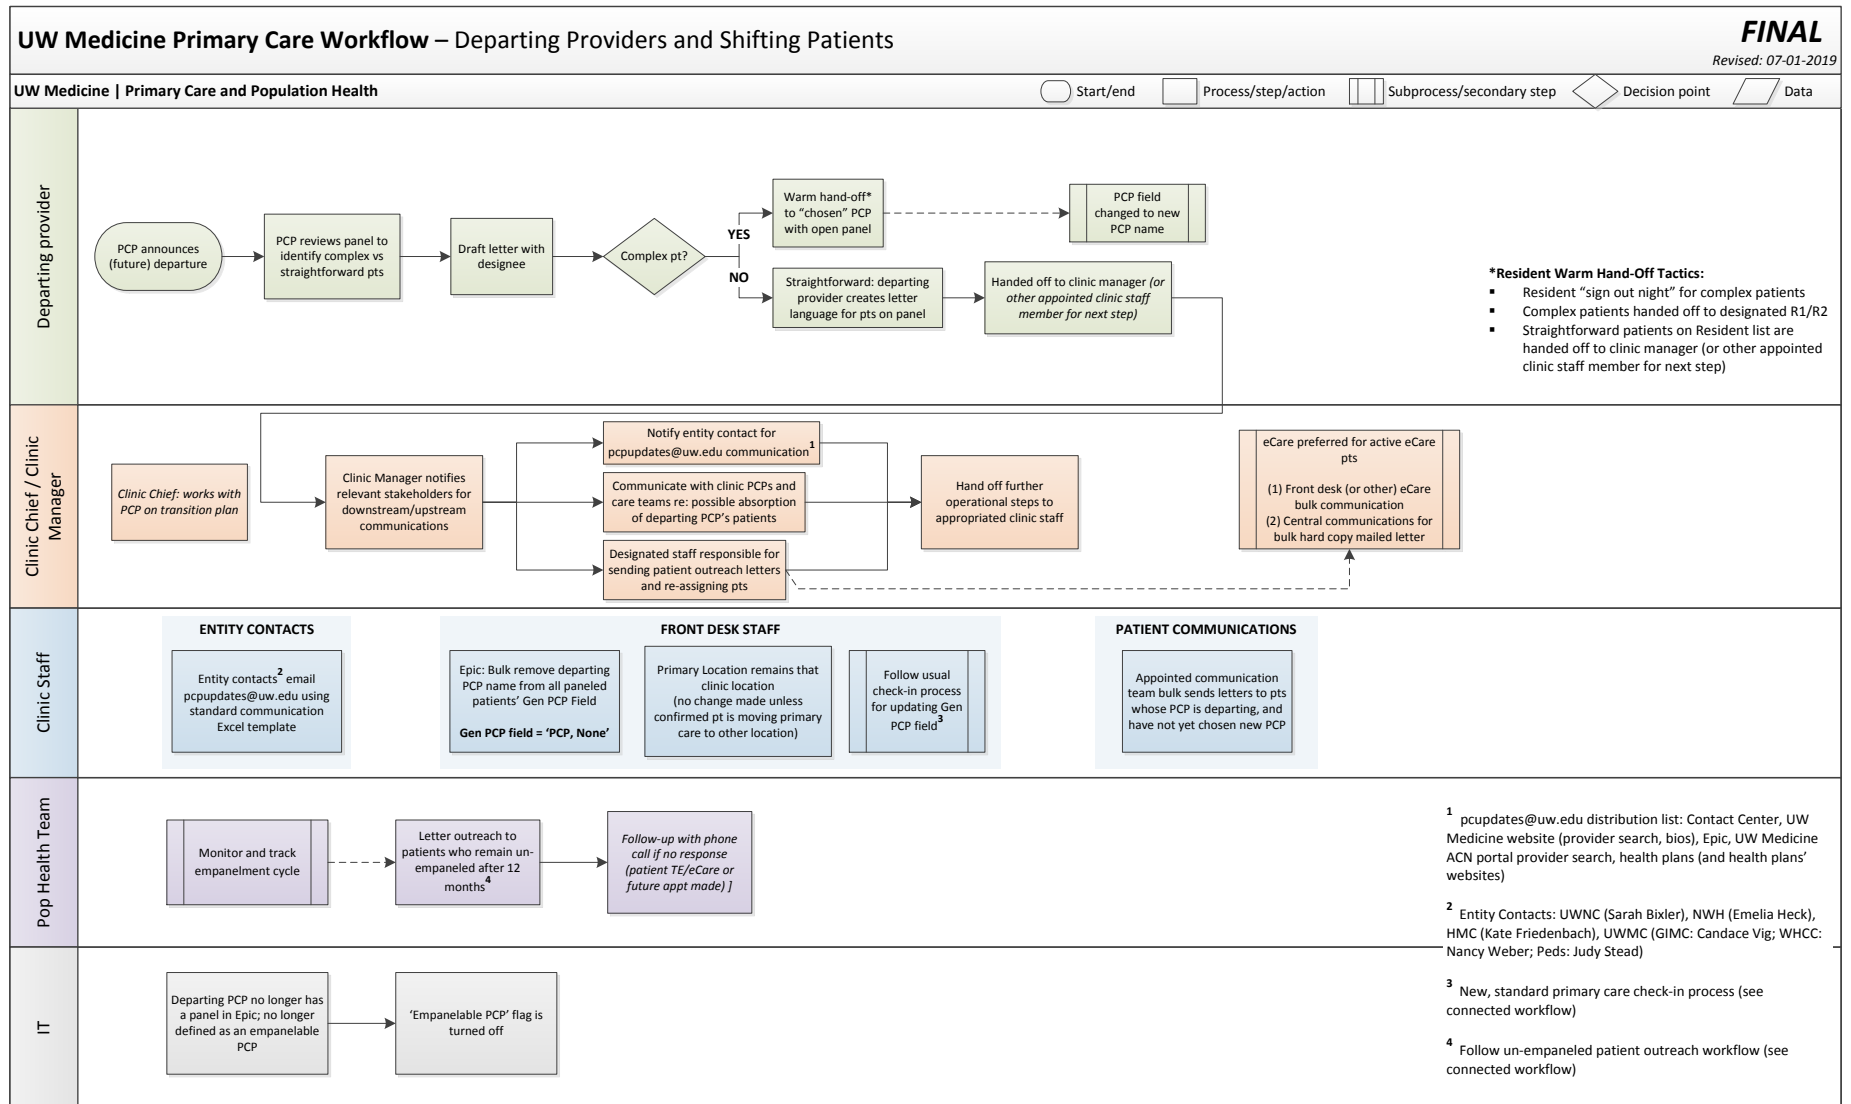 UW Medicine Primary Care Workflow – Departing Providers and Shifting Patients
FINAL
Revised: 07-01-2019
UW Medicine | Primary Care and Population Health
Start/end
Process/step/action
Subprocess/secondary step
Decision point
Data
Departing provider
PCP announces
(future) departure
PCP reviews panel to
identify complex vs
straightforward pts
Draft letter with
designee
Complex pt?
YES
NO
Warm hand-off*
to “chosen” PCP
with open panel
PCP field
changed to new
PCP name
Straightforward: departing
provider creates letter
language for pts on panel
Handed off to clinic manager (or
other appointed clinic staff
member for next step)
*Resident Warm Hand-Off Tactics:
▪ Resident “sign out night” for complex patients
▪ Complex patients handed off to designated R1/R2
▪ Straightforward patients on Resident list are
handed off to clinic manager (or other appointed
clinic staff member for next step)
Clinic Chief / Clinic
Manager
Clinic Chief: works with
PCP on transition plan
Clinic Manager notifies
relevant stakeholders for
downstream/upstream
communications
Notify entity contact for
pcpupdates@uw.edu communication1
Communicate with clinic PCPs and
care teams re: possible absorption
of departing PCP’s patients
Designated staff responsible for
sending patient outreach letters
and re-assigning pts
Hand off further
operational steps to
appropriated clinic staff
eCare preferred for active eCare
pts
(1) Front desk (or other) eCare
bulk communication
(2) Central communications for
bulk hard copy mailed letter
Clinic Staff
ENTITY CONTACTS
Entity contacts2 email
pcpupdates@uw.edu using
standard communication
Excel template
FRONT DESK STAFF
Epic: Bulk remove departing
PCP name from all paneled
patients’ Gen PCP Field
Gen PCP field = ‘PCP, None’
Primary Location remains that
clinic location
(no change made unless
confirmed pt is moving primary
care to other location)
Follow usual
check-in process
for updating Gen
PCP field3
PATIENT COMMUNICATIONS
Appointed communication
team bulk sends letters to pts
whose PCP is departing, and
have not yet chosen new PCP
Pop Health Team
Monitor and track
empanelment cycle
Letter outreach to
patients who remain un-
empaneled after 12
months4
Follow-up with phone
call if no response
(patient TE/eCare or
future appt made) ]
1 pcupdates@uw.edu distribution list: Contact Center, UW
Medicine website (provider search, bios), Epic, UW Medicine
ACN portal provider search, health plans (and health plans’
websites)
2 Entity Contacts: UWNC (Sarah Bixler), NWH (Emelia Heck),
HMC (Kate Friedenbach), UWMC (GIMC: Candace Vig; WHCC:
Nancy Weber; Peds: Judy Stead)
3 New, standard primary care check-in process (see
connected workflow)
4 Follow un-empaneled patient outreach workflow (see
connected workflow)
IT
Departing PCP no longer has
a panel in Epic; no longer
defined as an empanelable
PCP
‘Empanelable PCP’ flag is
turned off